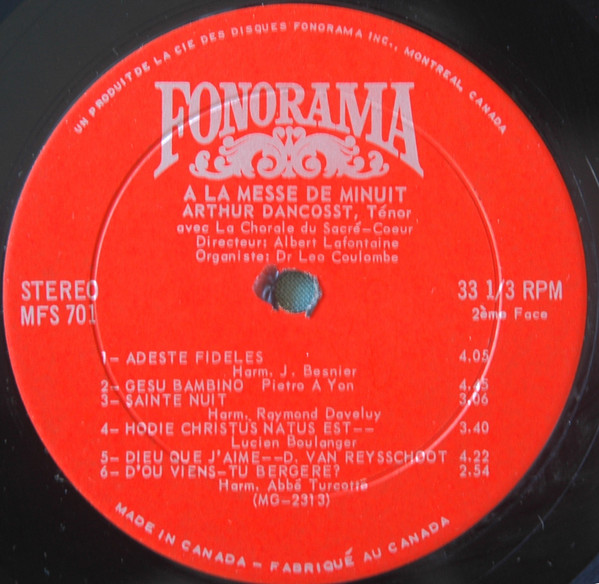 UN PRODUIT DE LA CIE DES DISQUES FONORAMA INC., MONTREAL, CANADA
FONORAMA
A LA MESSE DE MINUIT
ARTHUR DANCOSST, Ténor
avec La Chorale du Sacré-Coeur
Directeur: Albert Lafontaine
Organiste: Dr Leo Coulombe
STEREO 33 1/3 RPM
MFS 701 2ème Face
1- ADESTE FIDELES 4.05
Harm. J. Besnier
2- GESU BAMBINO Pietro A Yon 4.45
3- SAINTE NUIT 3.06
Harm. Raymond Daveluy
4- HODIE CHRISTUS NATUS EST-- 3.40
Lucien Boulanger
5- DIEU QUE J'AIME--D. VAN REYSSCHOOT 4.22
6- D'OU VIENS-TU BERGERE? 2.54
Harm. Abbé Turcotte
(MG-2313)
MADE IN CANADA - FABRIQUÉ AU CANADA